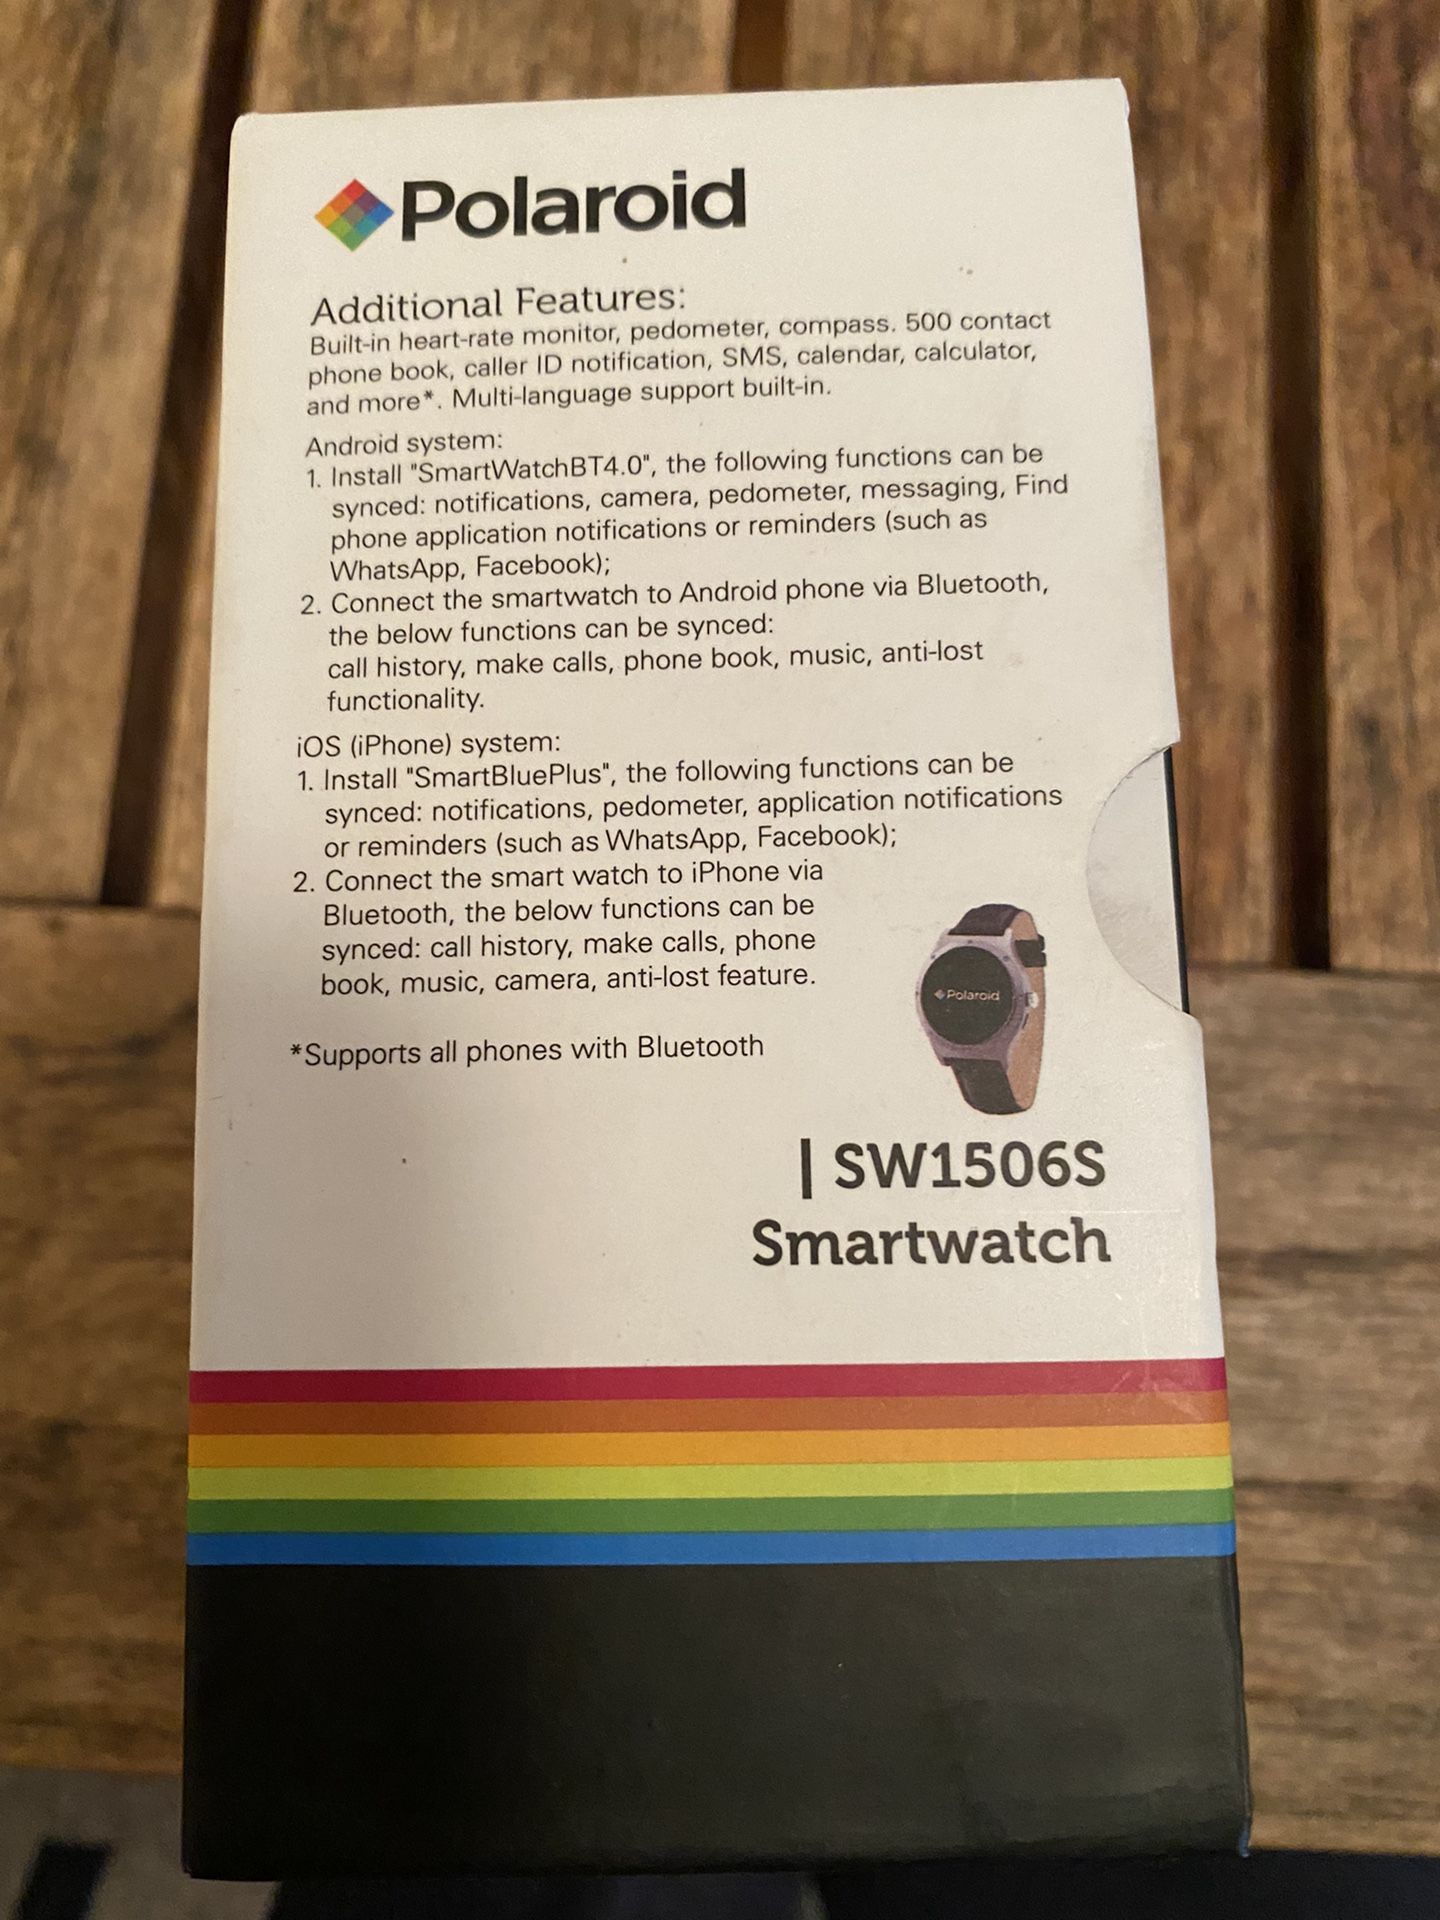 Polaroid
Additional Features:
Built-in heart-rate monitor, pedometer, compass. 500 contact
phone book, caller ID notification, SMS, calendar, calculator,
and more*. Multi-language support built-in.
Android system:
1. Install "SmartWatchBT4.0", the following functions can be
synced: notifications, camera, pedometer, messaging, Find
phone application notifications or reminders (such as
WhatsApp, Facebook);
2. Connect the smartwatch to Android phone via Bluetooth,
the below functions can be synced:
call history, make calls, phone book, music, anti-lost
functionality.
iOS (iPhone) system:
1. Install "SmartBluePlus", the following functions can be
synced: notifications, pedometer, application notifications
or reminders (such as WhatsApp, Facebook);
2. Connect the smart watch to iPhone via
Bluetooth, the below functions can be
synced: call history, make calls, phone
book, music, camera, anti-lost feature.
Polaroid
*Supports all phones with Bluetooth
| SW1506S
Smartwatch